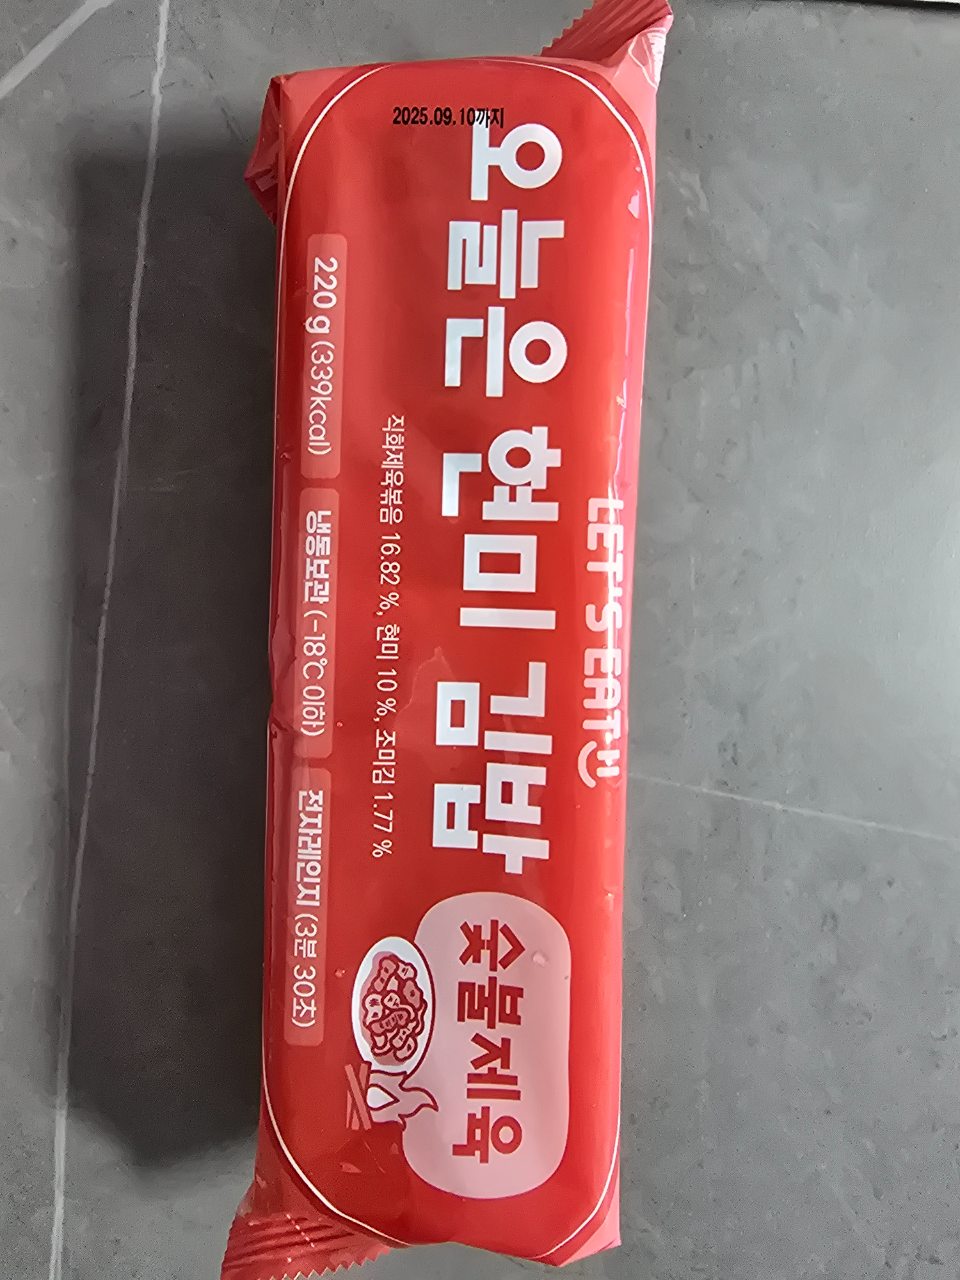 2025.09.10까지
LET'S EAT
오늘은 현미 김밥
숯불제육
직화제육볶음 16.82 %, 현미 10 %, 조미김 1.77 %
220 g (339kcal)
냉동보관 (-18℃ 이하)
전자레인지 (3분 30초)